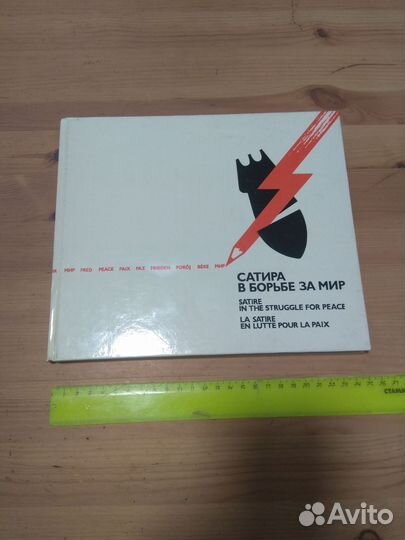 МИР FRED PEACE PAIX PAZ FRIEDEN POKÓJ BÉKE МИР
САТИРА
В БОРЬБЕ ЗА МИР
SATIRE
IN THE STRUGGLE FOR PEACE
LA SATIRE
EN LUTTE POUR LA PAIX
Avito